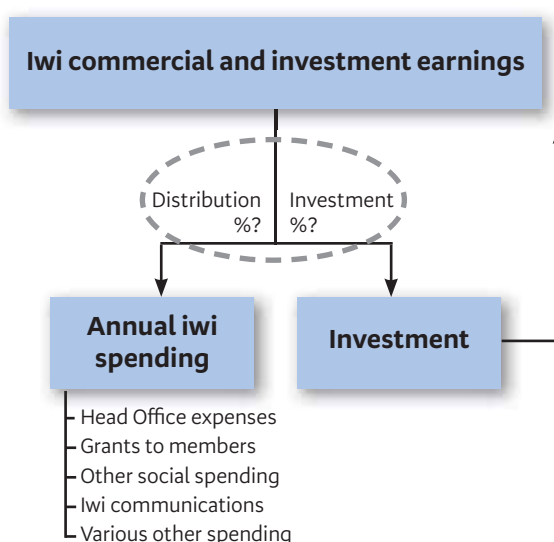 Iwi commercial and investment earnings
Distribution %?
Investment %?
Annual iwi
spending
Investment
Head Office expenses
Grants to members
Other social spending
Iwi communications
Various other spending